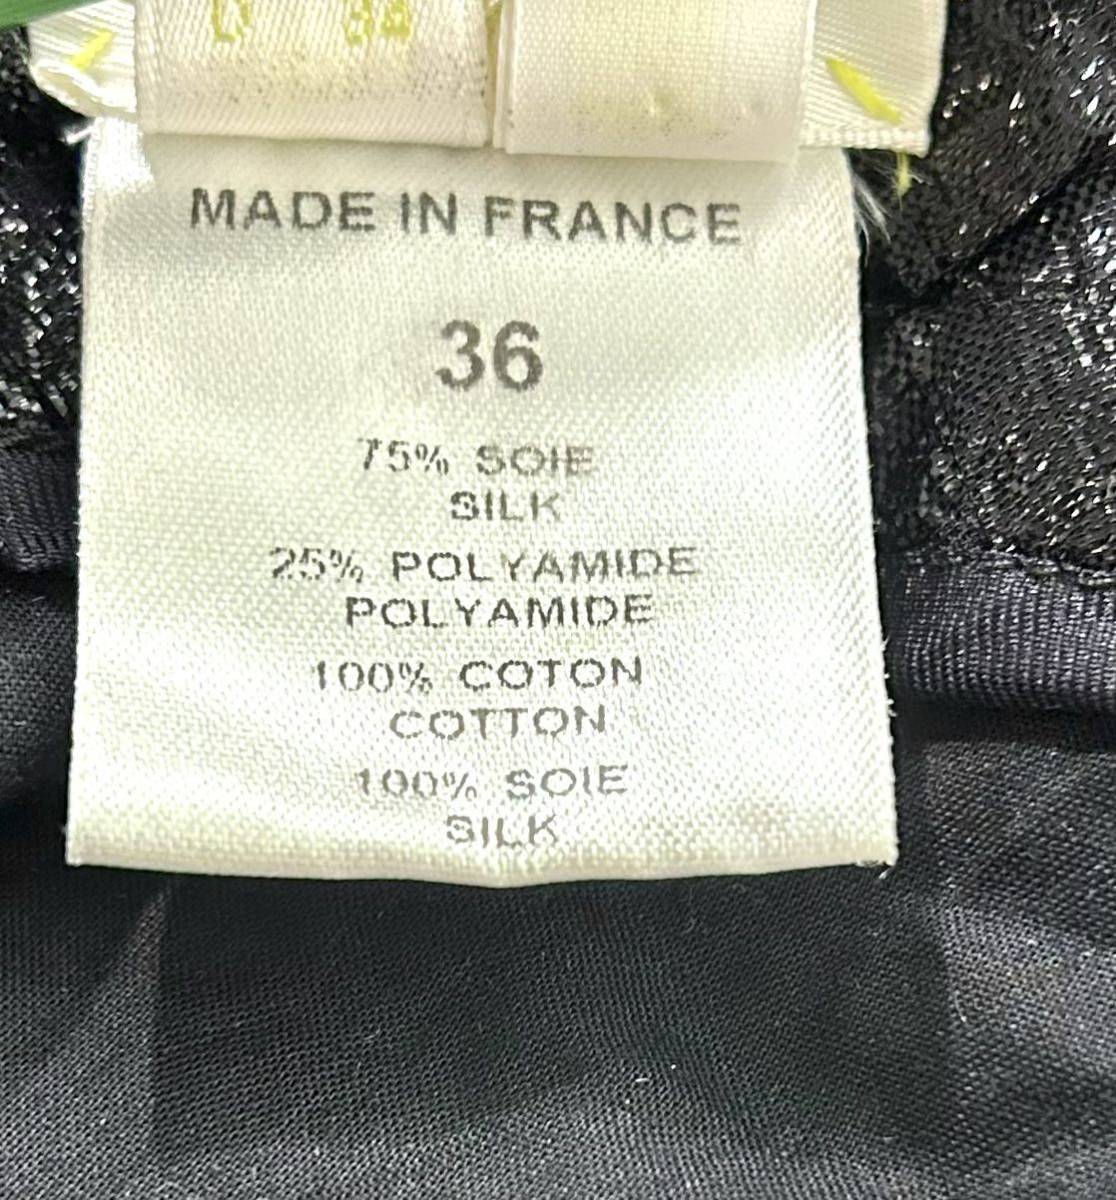 MADE IN FRANCE
36
75% SOIE
SILK
25% POLYAMIDE
POLYAMIDE
100% COTON
COTTON
100% SOIE
SILK